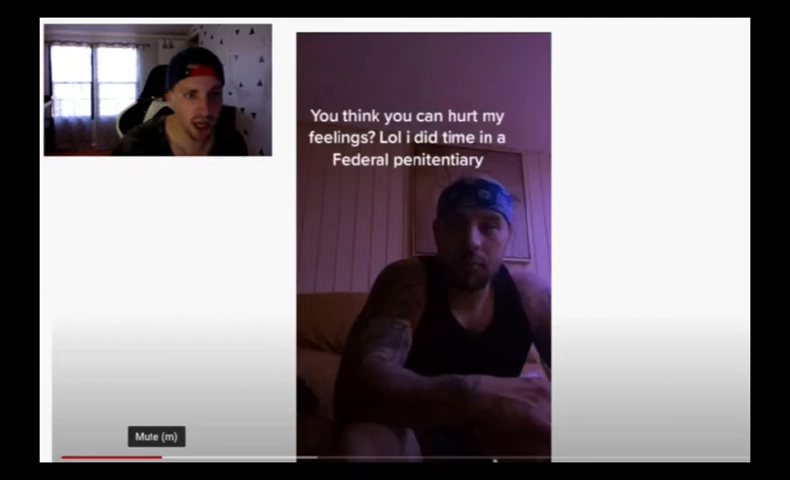 You think you can hurt my
feelings? Lol i did time in a
Federal penitentiary
Mute (m)